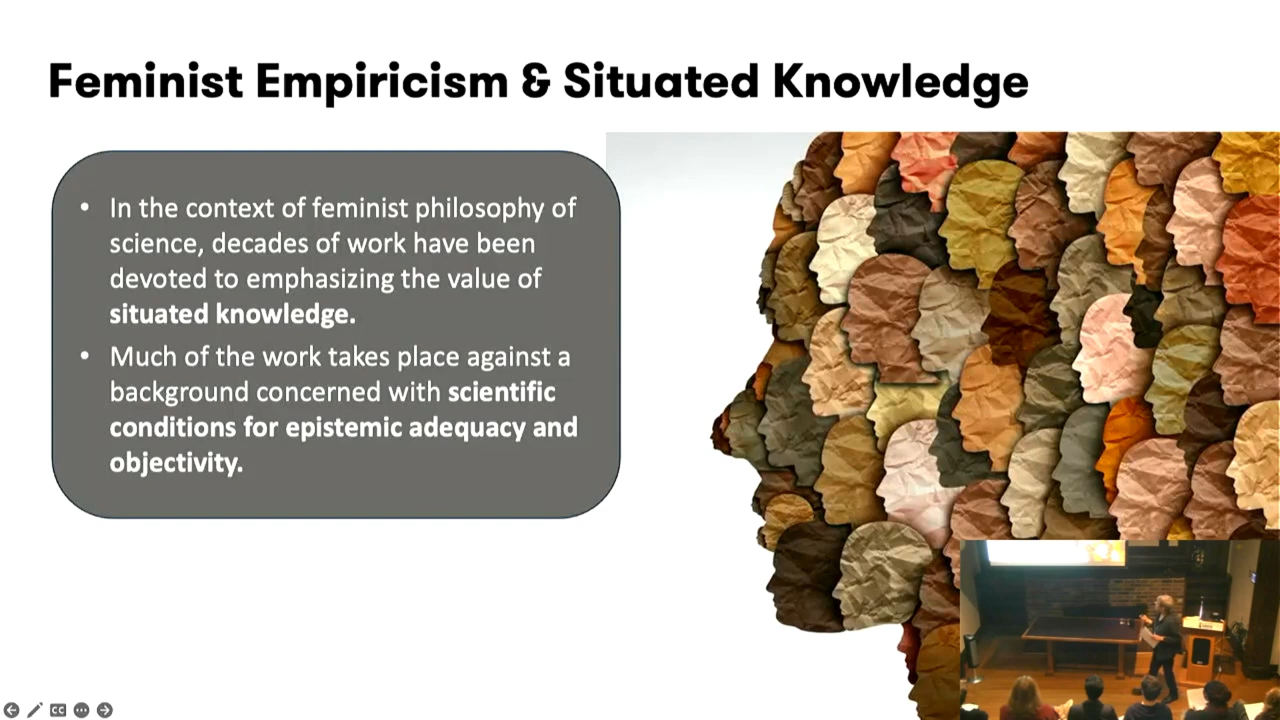 Feminist Empiricism & Situated Knowledge
• In the context of feminist philosophy of
science, decades of work have been
devoted to emphasizing the value of
situated knowledge.
• Much of the work takes place against a
background concerned with scientific
conditions for epistemic adequacy and
objectivity.
CC